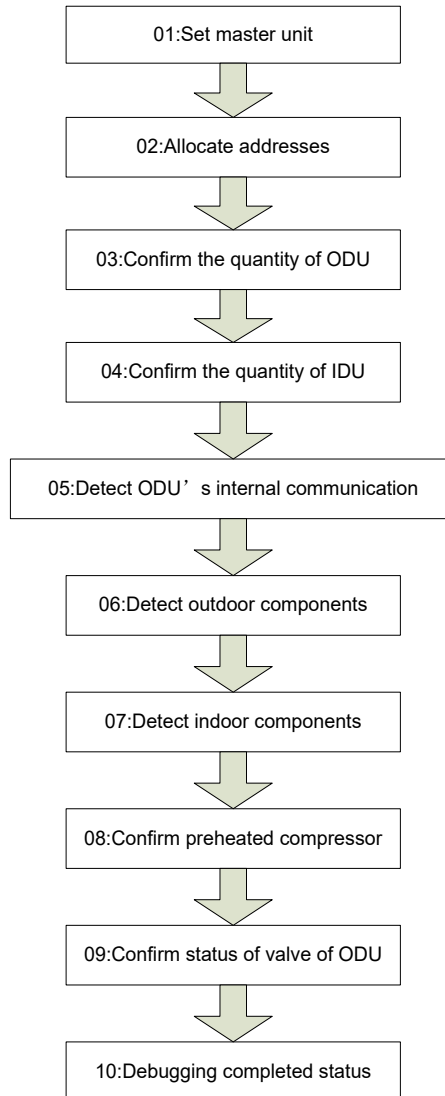 01:Set master unit
02:Allocate addresses
03:Confirm the quantity of ODU
04:Confirm the quantity of IDU
05:Detect ODU’ s internal communication
06:Detect outdoor components
07:Detect indoor components
08:Confirm preheated compressor
09:Confirm status of valve of ODU
10:Debugging completed status